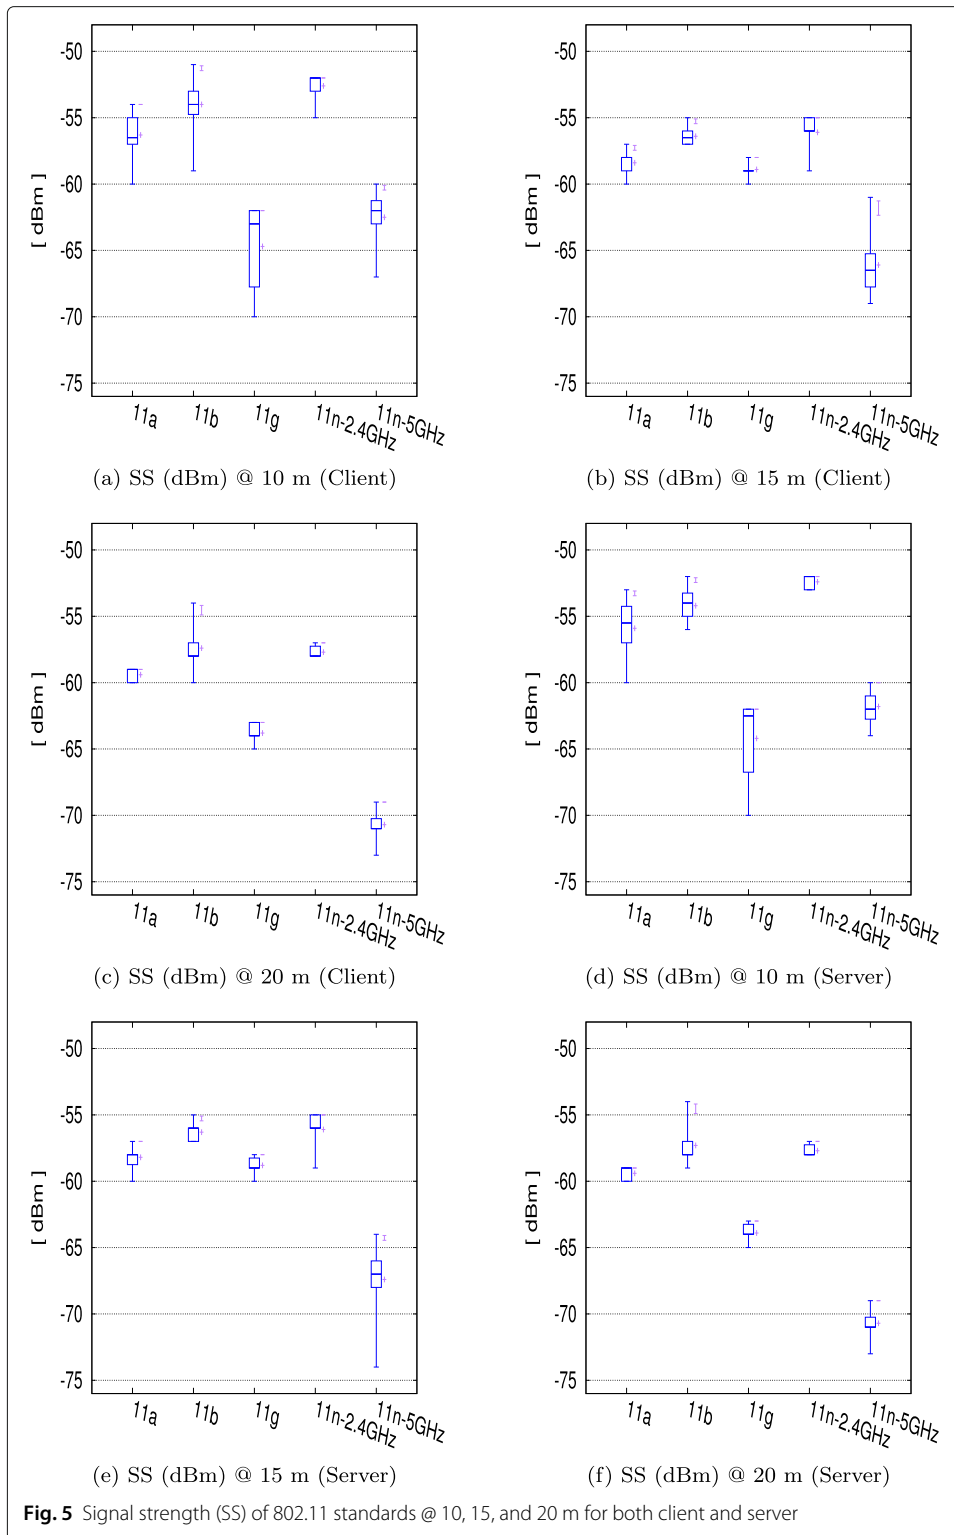 -50
-55
-60
-65
-70
-75
[ dBm ]
11a
11b
11g
11n-2.4GHz
11n-5GHz
(a) SS (dBm) @ 10 m (Client)
-50
-55
-60
-65
-70
-75
[ dBm ]
11a
11b
11g
11n-2.4GHz
11n-5GHz
(b) SS (dBm) @ 15 m (Client)
-50
-55
-60
-65
-70
-75
[ dBm ]
11a
11b
11g
11n-2.4GHz
11n-5GHz
(c) SS (dBm) @ 20 m (Client)
-50
-55
-60
-65
-70
-75
[ dBm ]
11a
11b
11g
11n-2.4GHz
11n-5GHz
(d) SS (dBm) @ 10 m (Server)
-50
-55
-60
-65
-70
-75
[ dBm ]
11a
11b
11g
11n-2.4GHz
11n-5GHz
(e) SS (dBm) @ 15 m (Server)
-50
-55
-60
-65
-70
-75
[ dBm ]
11a
11b
11g
11n-2.4GHz
11n-5GHz
(f) SS (dBm) @ 20 m (Server)
Fig. 5 Signal strength (SS) of 802.11 standards @ 10, 15, and 20 m for both client and server